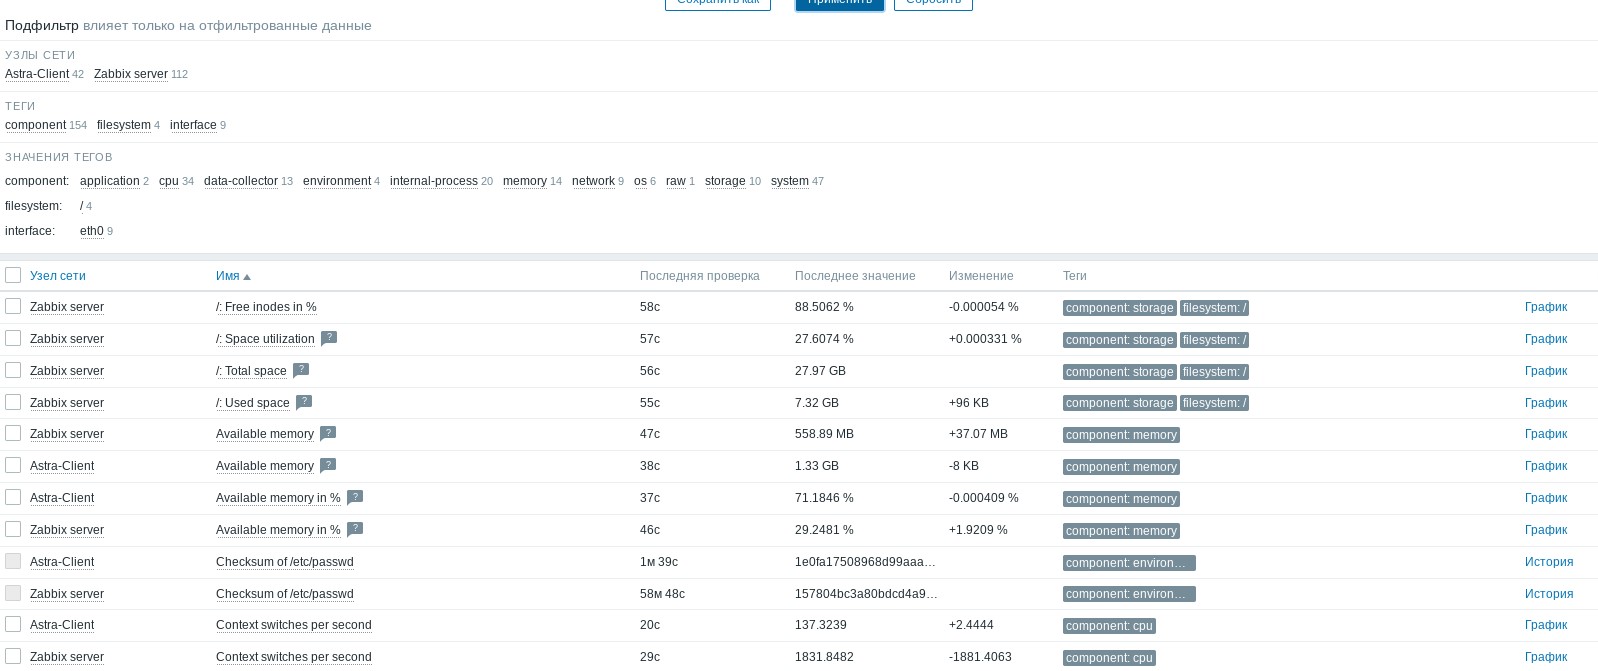 Сохранить как Применить Сбросить
Подфильтр влияет только на отфильтрованные данные
УЗЛЫ СЕТИ
Astra-Client 42 Zabbix server 112
ТЕГИ
component 154 filesystem 4 interface 9
ЗНАЧЕНИЯ ТЕГОВ
component: application 2 cpu 34 data-collector 13 environment 4 internal-process 20 memory 14 network 9 os 6 raw 1 storage 10 system 47
filesystem: / 4
interface: eth0 9
Узел сети Имя Последняя проверка Последнее значение Изменение Теги
Zabbix server /: Free inodes in % 58с 88.5062 % -0.000054 % component: storage filesystem: / График
Zabbix server /: Space utilization ? 57с 27.6074 % +0.000331 % component: storage filesystem: / График
Zabbix server /: Total space ? 56с 27.97 GB component: storage filesystem: / График
Zabbix server /: Used space ? 55с 7.32 GB +96 KB component: storage filesystem: / График
Zabbix server Available memory ? 47с 558.89 MB +37.07 MB component: memory График
Astra-Client Available memory ? 38с 1.33 GB -8 KB component: memory График
Astra-Client Available memory in % ? 37с 71.1846 % -0.000409 % component: memory График
Zabbix server Available memory in % ? 46с 29.2481 % +1.9209 % component: memory График
Astra-Client Checksum of /etc/passwd 1м 39с 1e0fa17508968d99aaa… component: environ… История
Zabbix server Checksum of /etc/passwd 58м 48с 157804bc3a80bdcd4a9… component: environ… История
Astra-Client Context switches per second 20с 137.3239 +2.4444 component: cpu График
Zabbix server Context switches per second 29с 1831.8482 -1881.4063 component: cpu График